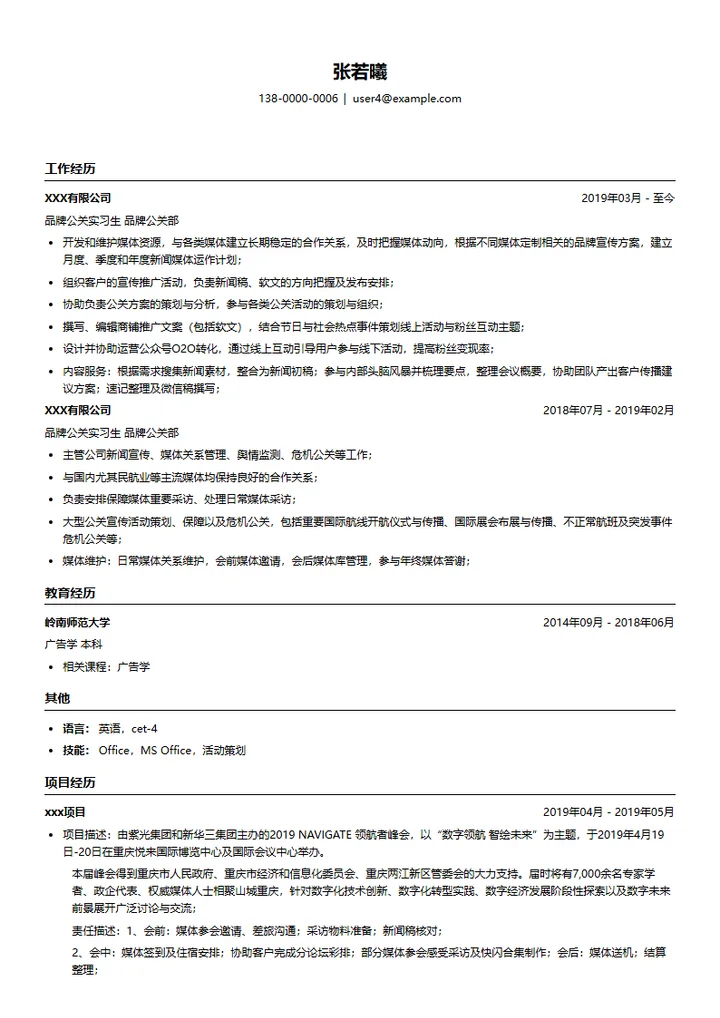 张若曦
138-0000-0006 | user4@example.com
工作经历
XXX有限公司 2019年03月 - 至今
品牌公关实习生 品牌公关部
• 开发和维护媒体资源，与各类媒体建立长期稳定的合作关系，及时把握媒体动向，根据不同媒体定制相关的品牌宣传方案，建立
月度、季度和年度新闻媒体运作计划；
• 组织客户的宣传推广活动，负责新闻稿、软文的方向把握及发布安排；
• 协助负责公关方案的策划与分析，参与各类公关活动的策划与组织；
• 撰写、编辑商铺推广文案（包括软文），结合节日与社会热点事件策划线上活动与粉丝互动主题；
• 设计并协助运营公众号O2O转化，通过线上互动引导用户参与线下活动，提高粉丝变现率；
• 内容服务：根据需求搜集新闻素材，整合为新闻初稿；参与内部头脑风暴并梳理要点，整理会议概要，协助团队产出客户传播建
议方案；速记整理及微信稿撰写；
XXX有限公司 2018年07月 - 2019年02月
品牌公关实习生 品牌公关部
• 主管公司新闻宣传、媒体关系管理、舆情监测、危机公关等工作；
• 与国内尤其民航业等主流媒体均保持良好的合作关系；
• 负责安排保障媒体重要采访、处理日常媒体采访；
• 大型公关宣传活动策划、保障以及危机公关，包括重要国际航线开航仪式与传播、国际展会布展与传播、不正常航班及突发事件
危机公关等；
• 媒体维护：日常媒体关系维护，会前媒体邀请，会后媒体库管理，参与年终媒体答谢；
教育经历
岭南师范大学 2014年09月 - 2018年06月
广告学 本科
• 相关课程：广告学
其他
• 语言： 英语，cet-4
• 技能： Office，MS Office，活动策划
项目经历
xxx项目 2019年04月 - 2019年05月
• 项目描述：由紫光集团和新华三集团主办的2019 NAVIGATE 领航者峰会，以“数字领航 智绘未来”为主题，于2019年4月19
日-20日在重庆悦来国际博览中心及国际会议中心举办。
本届峰会得到重庆市人民政府、重庆市经济和信息化委员会、重庆两江新区管委会的大力支持。届时将有7,000余名专家学
者、政企代表、权威媒体人士相聚山城重庆，针对数字化技术创新、数字化转型实践、数字经济发展阶段性探索以及数字未来
前景展开广泛讨论与交流；
责任描述：1、会前：媒体参会邀请、差旅沟通；采访物料准备；新闻稿核对；
2、会中：媒体签到及住宿安排；协助客户完成分论坛彩排；部分媒体参会感受采访及快闪合集制作；会后：媒体送机；结算
整理；